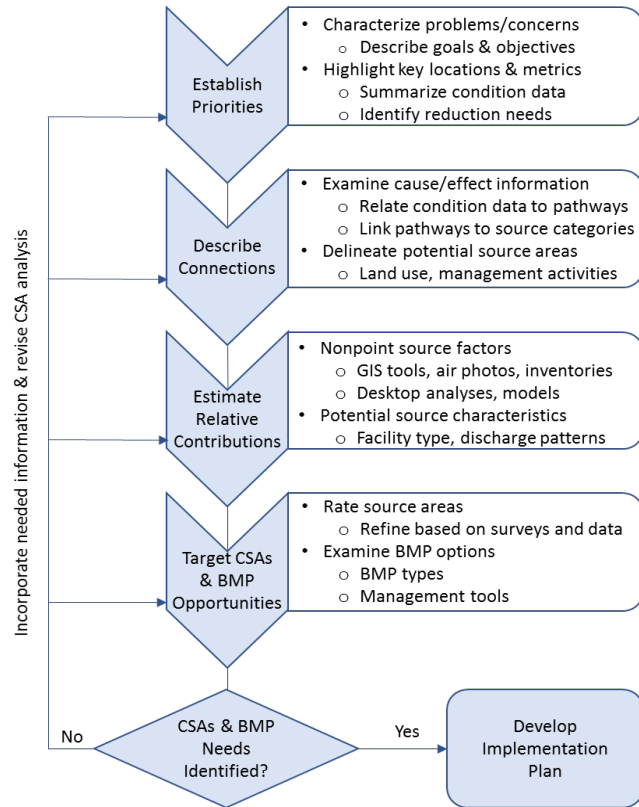 Establish
Priorities
• Characterize problems/concerns
o Describe goals & objectives
• Highlight key locations & metrics
o Summarize condition data
o Identify reduction needs
Describe
Connections
• Examine cause/effect information
o Relate condition data to pathways
o Link pathways to source categories
• Delineate potential source areas
o Land use, management activities
Estimate
Relative
Contributions
• Nonpoint source factors
o GIS tools, air photos, inventories
o Desktop analyses, models
• Potential source characteristics
o Facility type, discharge patterns
Target CSAs
& BMP
Opportunities
• Rate source areas
o Refine based on surveys and data
• Examine BMP options
o BMP types
o Management tools
CSAs & BMP
Needs
Identified?
No
Yes
Develop
Implementation
Plan
Incorporate needed information & revise CSA analysis